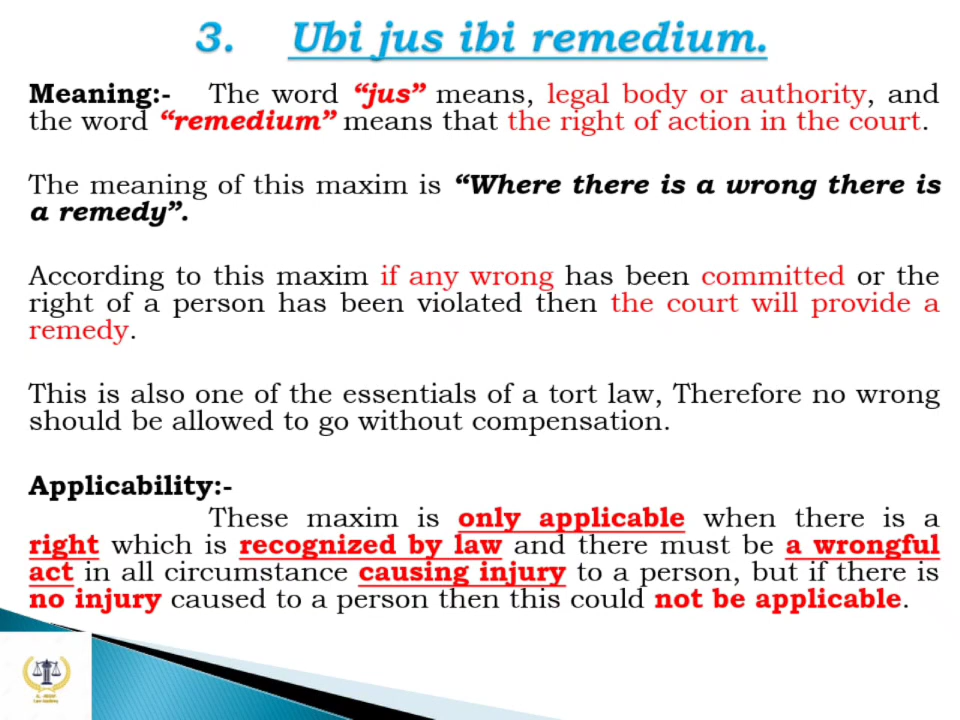 3. Ubi jus ibi remedium.
Meaning:- The word “jus” means, legal body or authority, and
the word “remedium” means that the right of action in the court.
The meaning of this maxim is “Where there is a wrong there is
a remedy”.
According to this maxim if any wrong has been committed or the
right of a person has been violated then the court will provide a
remedy.
This is also one of the essentials of a tort law, Therefore no wrong
should be allowed to go without compensation.
Applicability:-
These maxim is only applicable when there is a
right which is recognized by law and there must be a wrongful
act in all circumstance causing injury to a person, but if there is
no injury caused to a person then this could not be applicable.